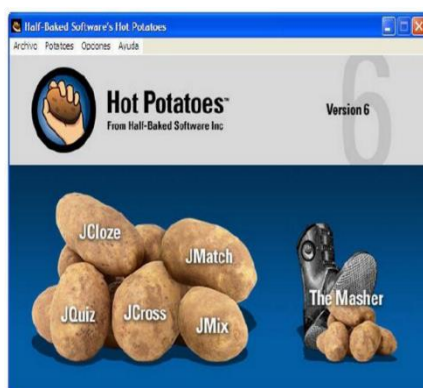 Half-Baked Software's Hot Potatoes
Archivo Potatoes Opciones Ayuda
Hot Potatoes™
From Half-Baked Software Inc
Version 6
6
JCloze
JMatch
JQuiz
JCross
JMix
The Masher